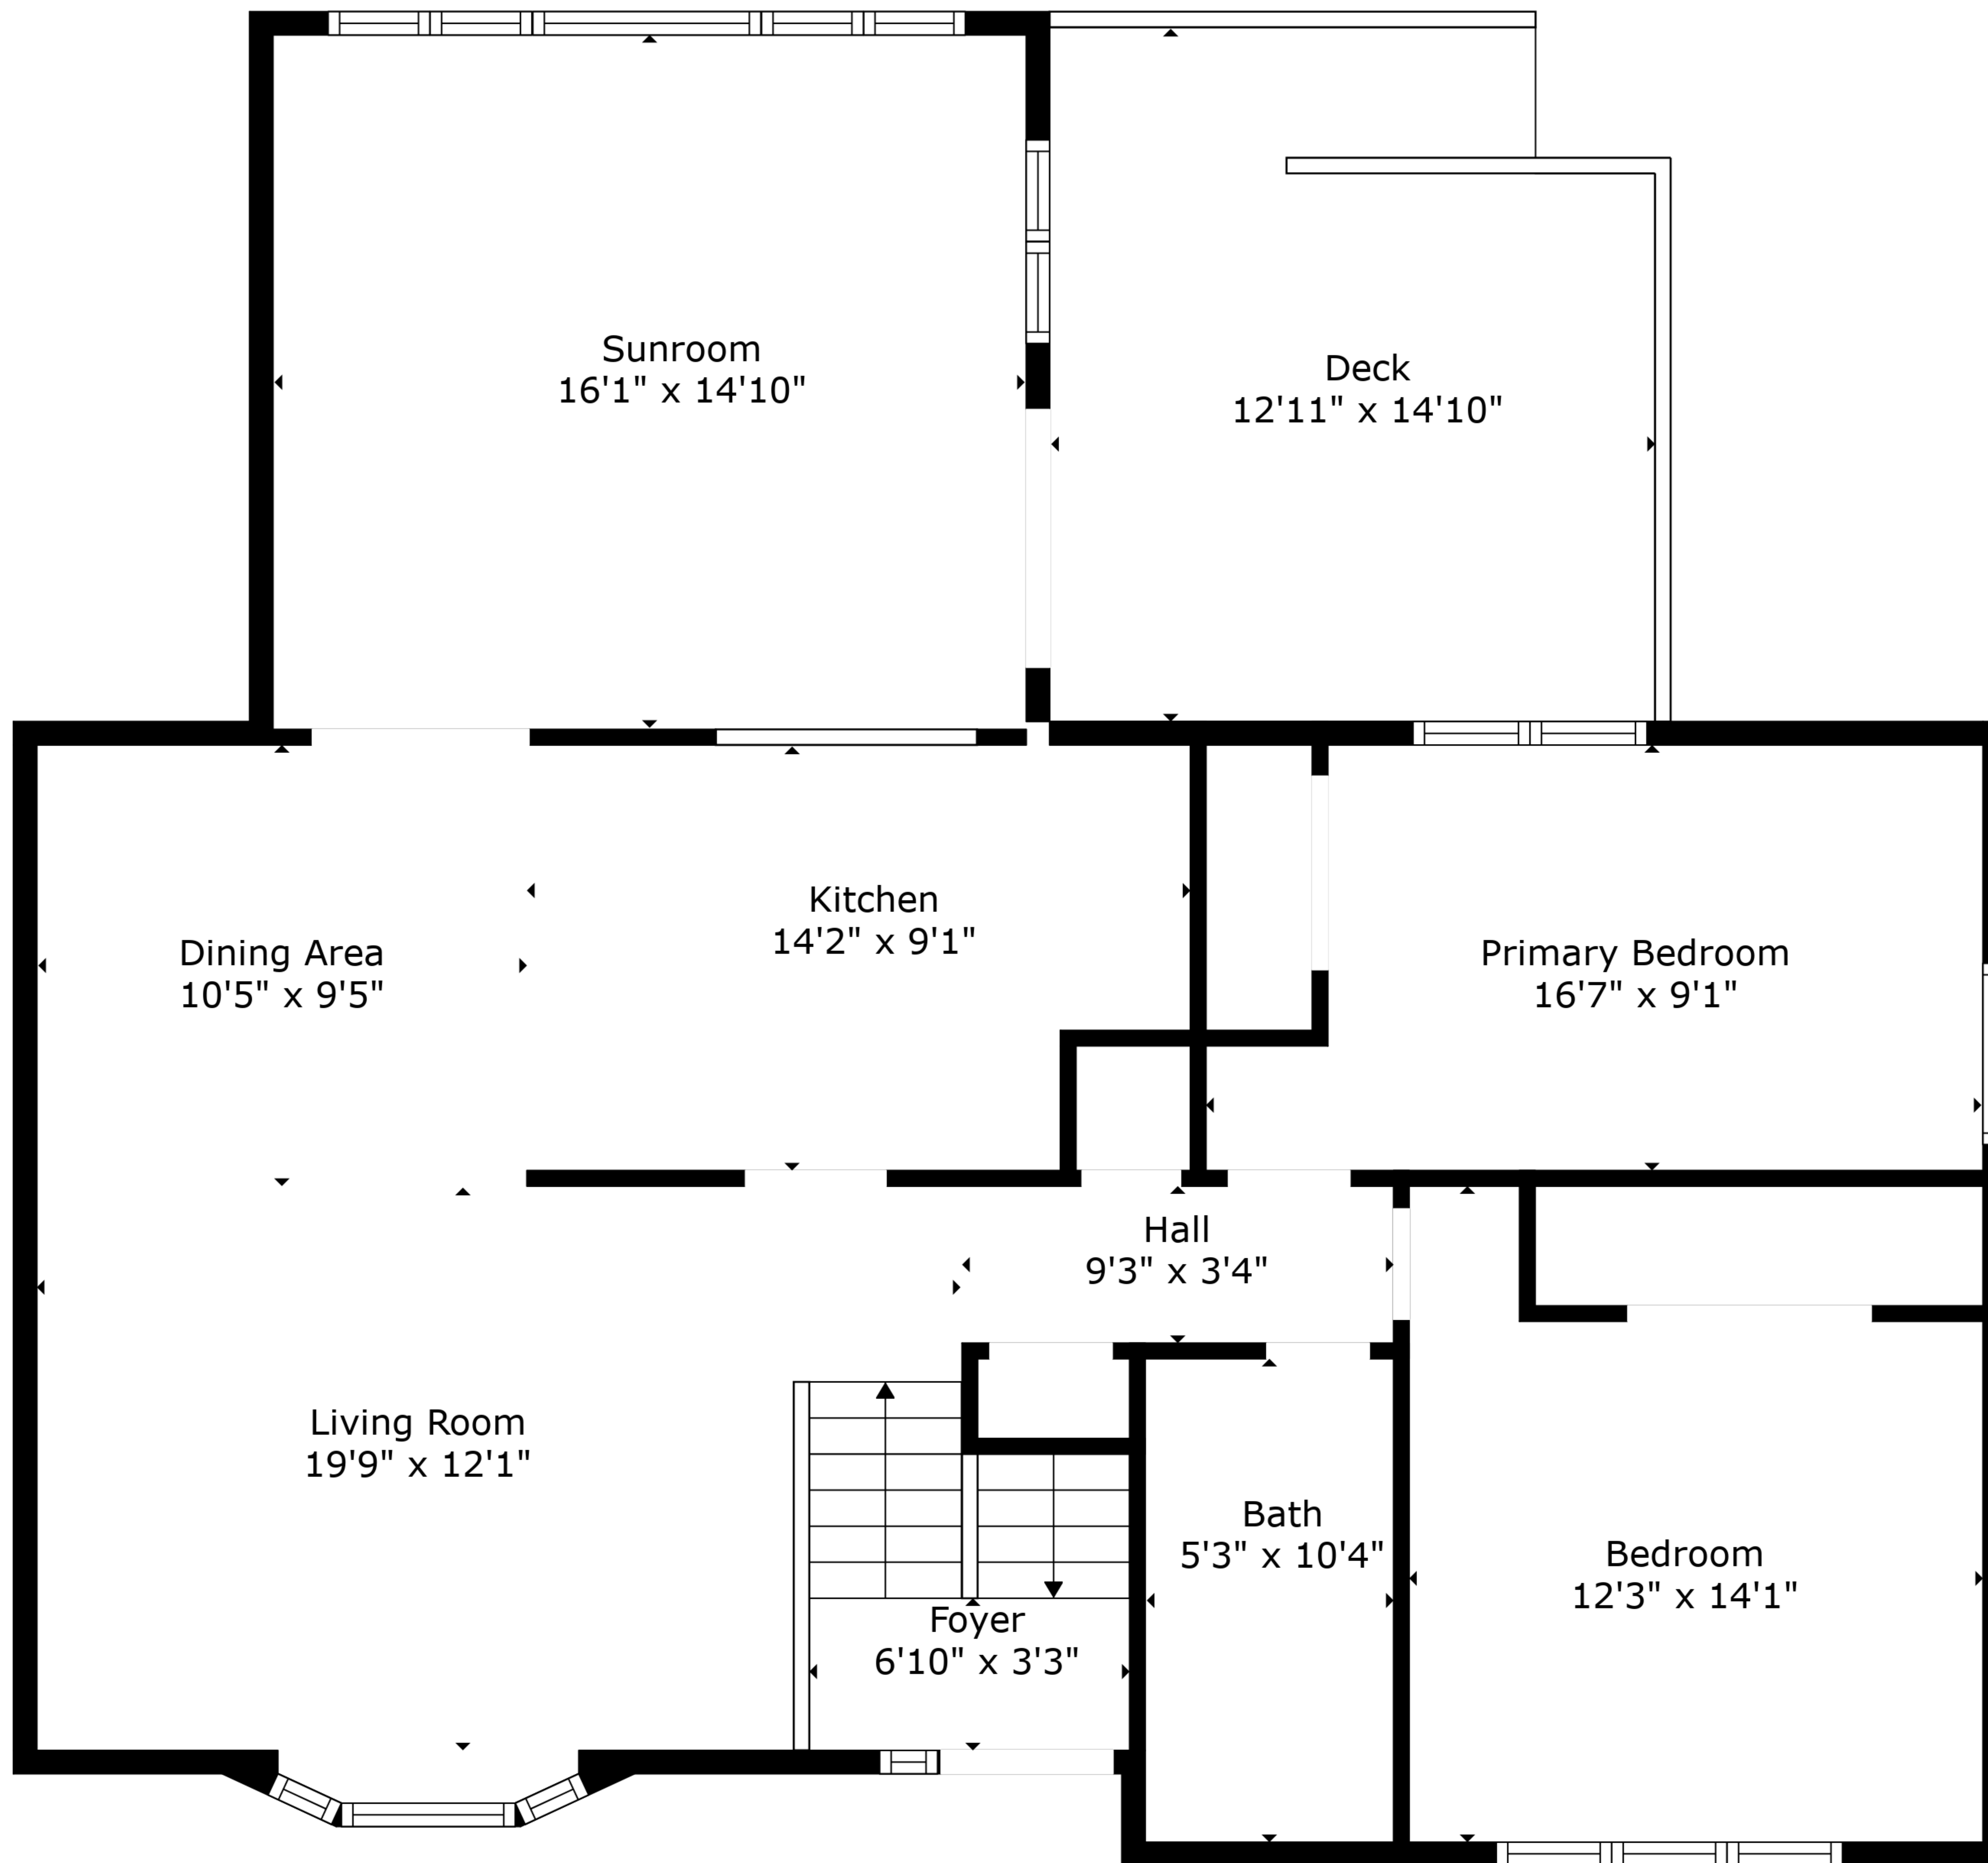 Sunroom
16'1" x 14'10"
Deck
12'11" x 14'10"
Kitchen
14'2" x 9'1"
Dining Area
10'5" x 9'5"
Primary Bedroom
16'7" x 9'1"
Hall
9'3" x 3'4"
Living Room
19'9" x 12'1"
Bath
5'3" x 10'4"
Bedroom
12'3" x 14'1"
Foyer
6'10" x 3'3"